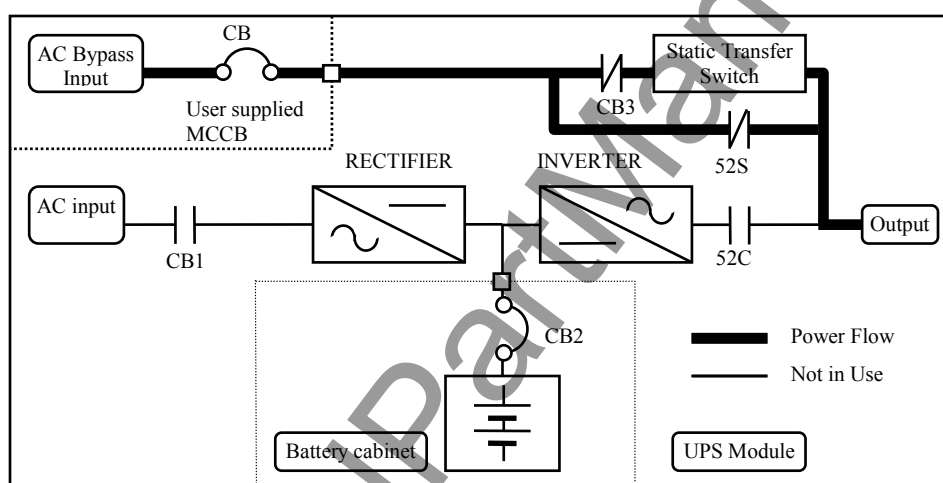 AC Bypass
Input
CB
User supplied
MCCB
CB3
Static Transfer
Switch
52S
RECTIFIER
INVERTER
AC input
CB1
52C
Output
CB2
Power Flow
Not in Use
Battery cabinet
UPS Module